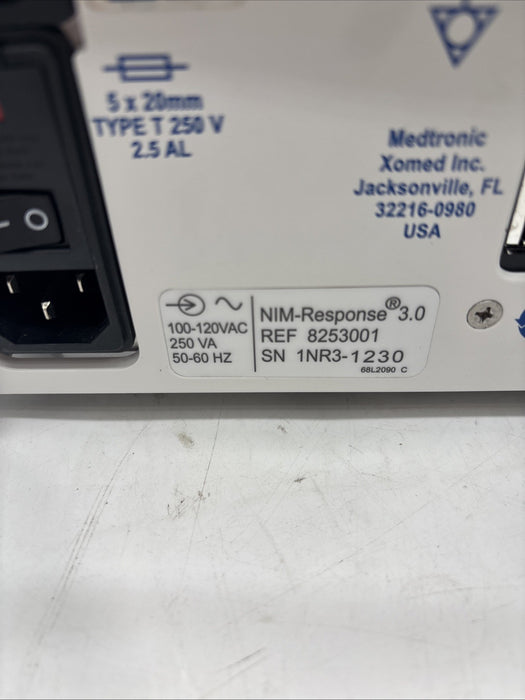 5 x 20mm
TYPE T 250 V
2.5 AL
Medtronic
Xomed Inc.
Jacksonville, FL
32216-0980
USA
100-120VAC
250 VA
50-60 HZ
NIM-Response® 3.0
REF 8253001
SN 1NR3-1230
68L2090 C